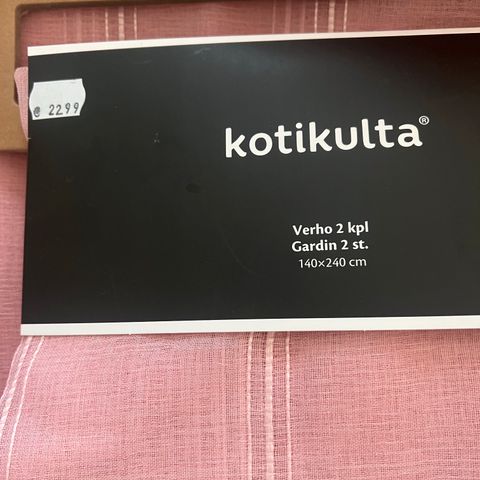 € 22.99
kotikulta®
Verho 2 kpl
Gardin 2 st.
140×240 cm